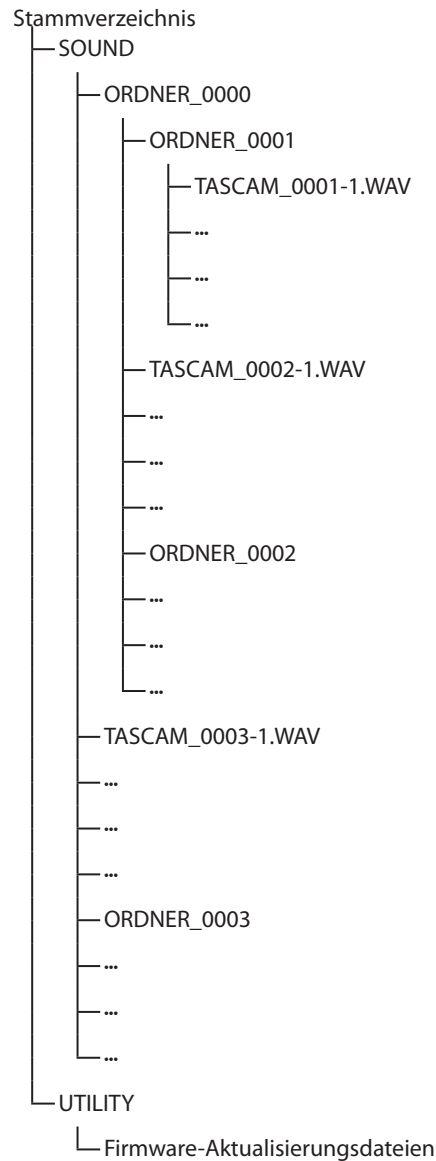 Stammverzeichnis
SOUND
ORDNER_0000
ORDNER_0001
TASCAM_0001-1.WAV
...
...
...
TASCAM_0002-1.WAV
...
...
...
ORDNER_0002
...
...
...
TASCAM_0003-1.WAV
...
...
...
ORDNER_0003
...
...
...
UTILITY
Firmware-Aktualisierungsdateien